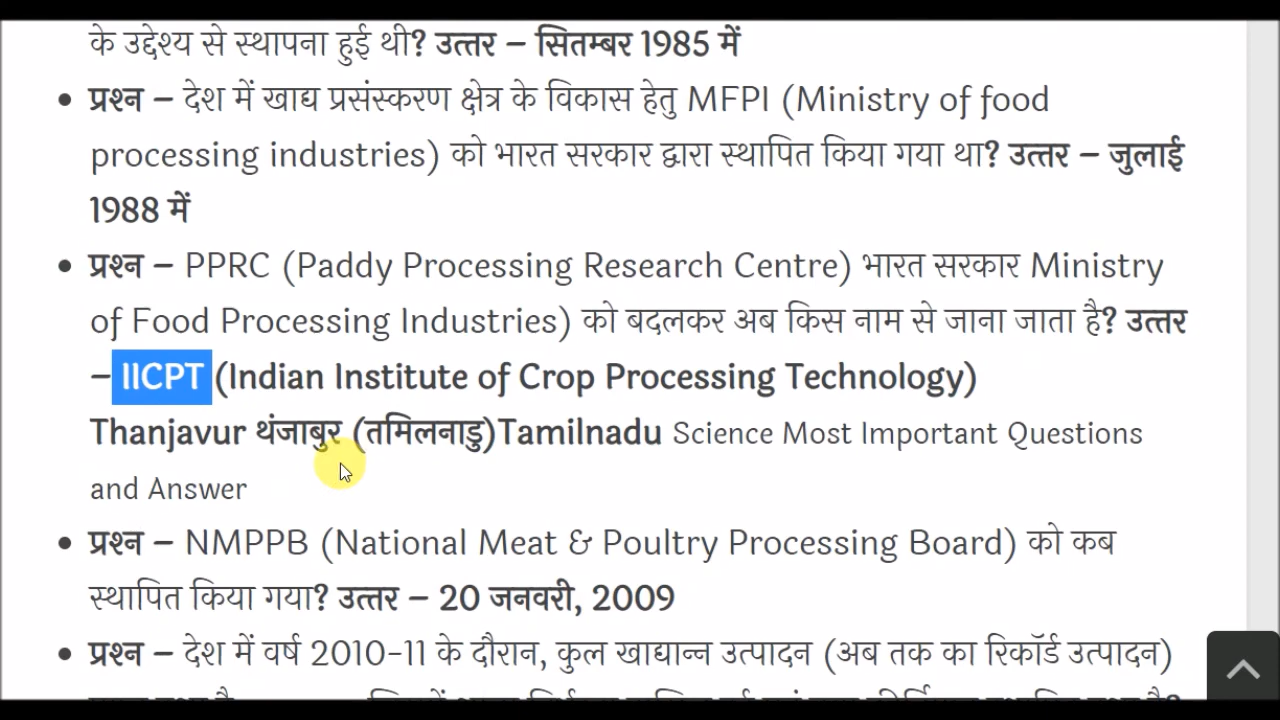 के उद्देश्य से स्थापना हुई थी? उत्तर – सितम्बर 1985 में
• प्रश्न – देश में खाद्य प्रसंस्करण क्षेत्र के विकास हेतु MFPI (Ministry of food
processing industries) को भारत सरकार द्वारा स्थापित किया गया था? उत्तर – जुलाई
1988 में
• प्रश्न – PPRC (Paddy Processing Research Centre) भारत सरकार Ministry
of Food Processing Industries) को बदलकर अब किस नाम से जाना जाता है? उत्तर
– IICPT (Indian Institute of Crop Processing Technology)
Thanjavur थंजाबुर (तमिलनाडु)Tamilnadu Science Most Important Questions
and Answer
• प्रश्न – NMPPB (National Meat & Poultry Processing Board) को कब
स्थापित किया गया? उत्तर – 20 जनवरी, 2009
• प्रश्न – देश में वर्ष 2010-11 के दौरान, कुल खाद्यान्न उत्पादन (अब तक का रिकॉर्ड उत्पादन)